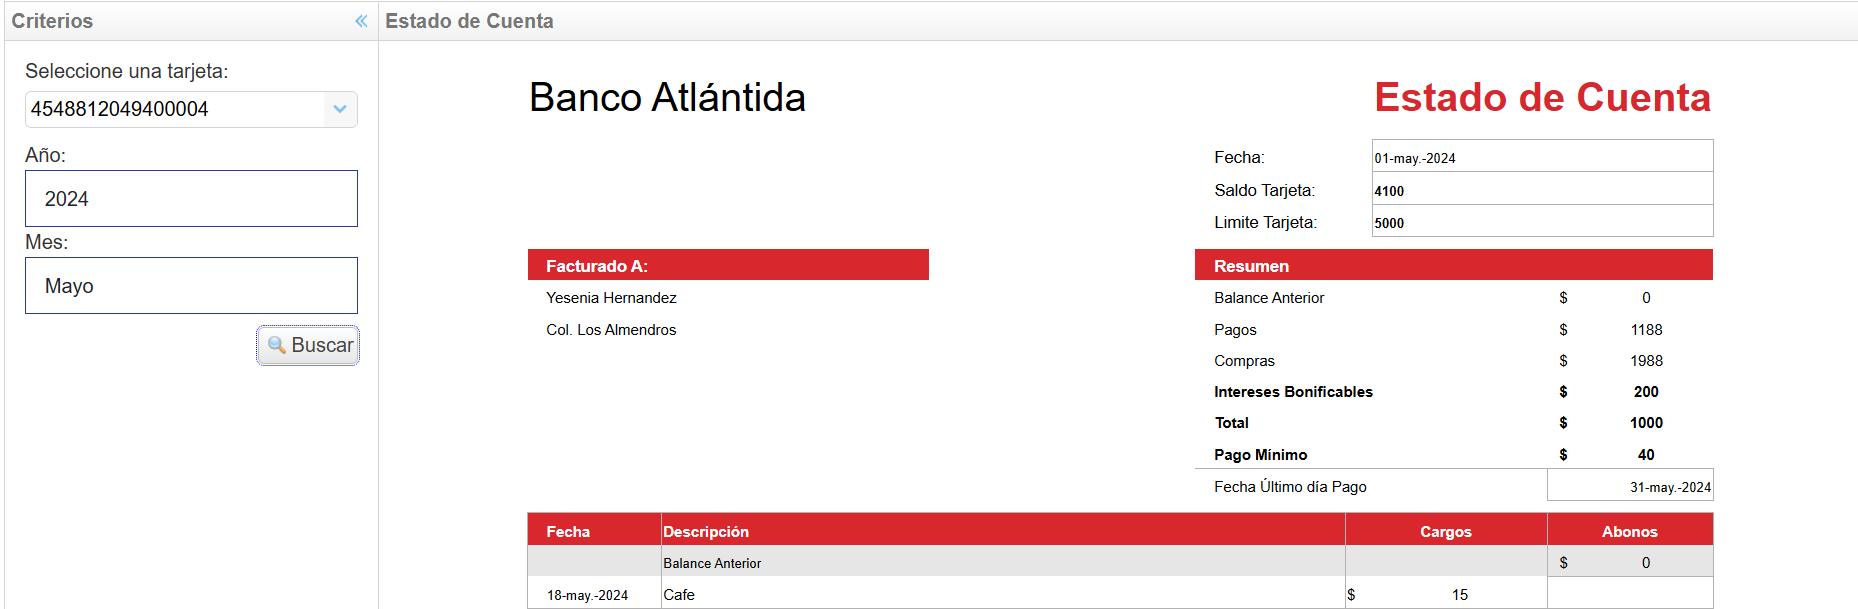 Criterios
Seleccione una tarjeta:
4548812049400004
Año:
2024
Mes:
Mayo
Buscar
Estado de Cuenta
Banco Atlántida
Estado de Cuenta
Fecha: 01-may.-2024
Saldo Tarjeta: 4100
Limite Tarjeta: 5000
Facturado A:
Yesenia Hernandez
Col. Los Almendros
Resumen
Balance Anterior $ 0
Pagos $ 1188
Compras $ 1988
Intereses Bonificables $ 200
Total $ 1000
Pago Mínimo $ 40
Fecha Último día Pago 31-may.-2024
Fecha Descripción Cargos Abonos
Balance Anterior $ 0
18-may.-2024 Cafe $ 15